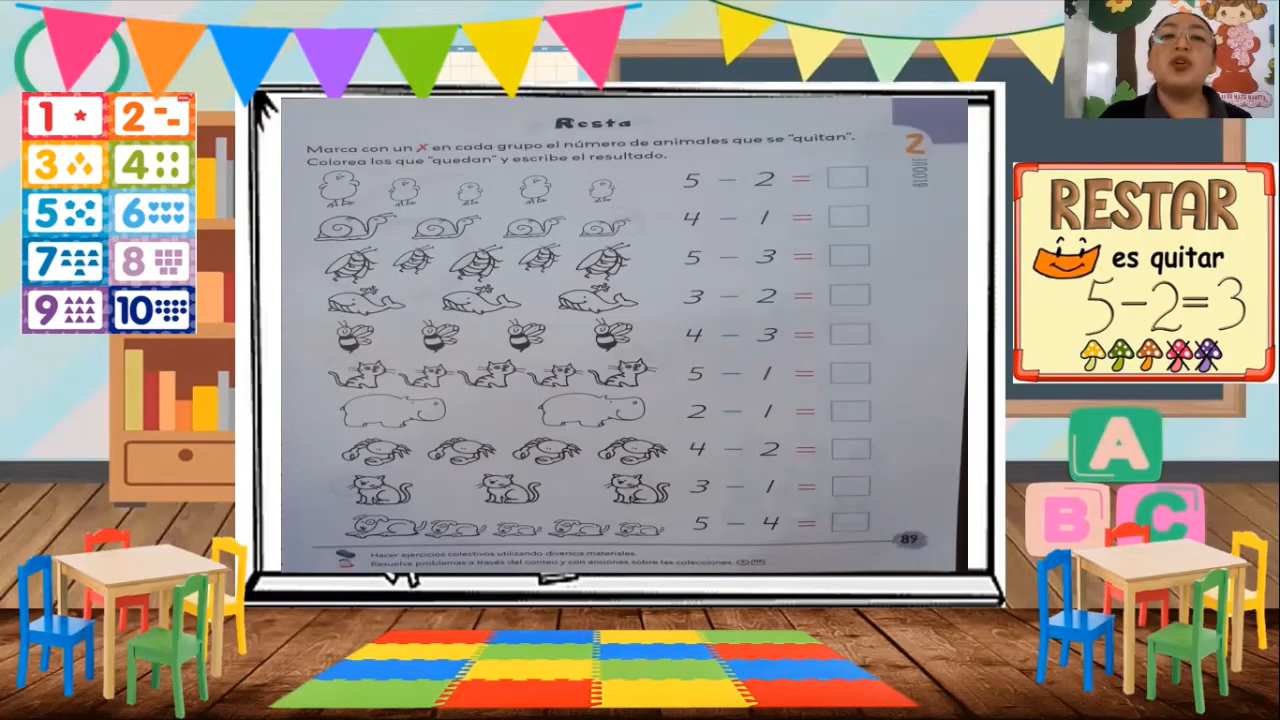 1
2
3
4
5
6
7
8
9
10
Resta
Marca con un x en cada grupo el número de animales que se "quitan".
Colorea los que "quedan" y escribe el resultado.
2
BLOQUE
5 - 2 =
4 - 1 =
5 - 3 =
3 - 2 =
4 - 3 =
5 - 1 =
2 - 1 =
4 - 2 =
3 - 1 =
5 - 4 =
89
Hacer ejercicios colectivos utilizando diversos materiales.
Resuelve problemas a través del conteo y con acciones sobre las colecciones.
RESTAR
es quitar
5-2=3
A
B C